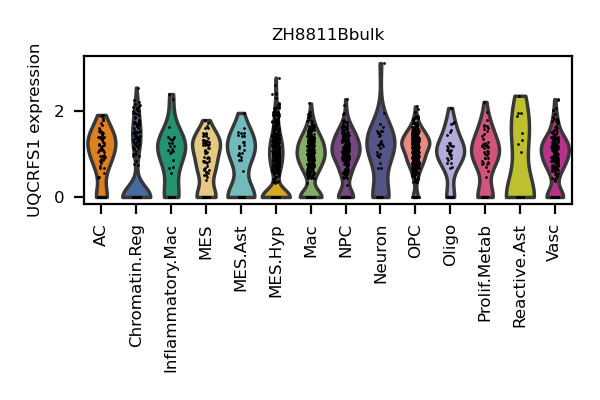 ZH8811Bbulk
UQCRFS1 expression
2
0
AC
Chromatin.Reg
Inflammatory.Mac
MES
MES.Ast
MES.Hyp
Mac
NPC
Neuron
OPC
Oligo
Prolif.Metab
Reactive.Ast
Vasc